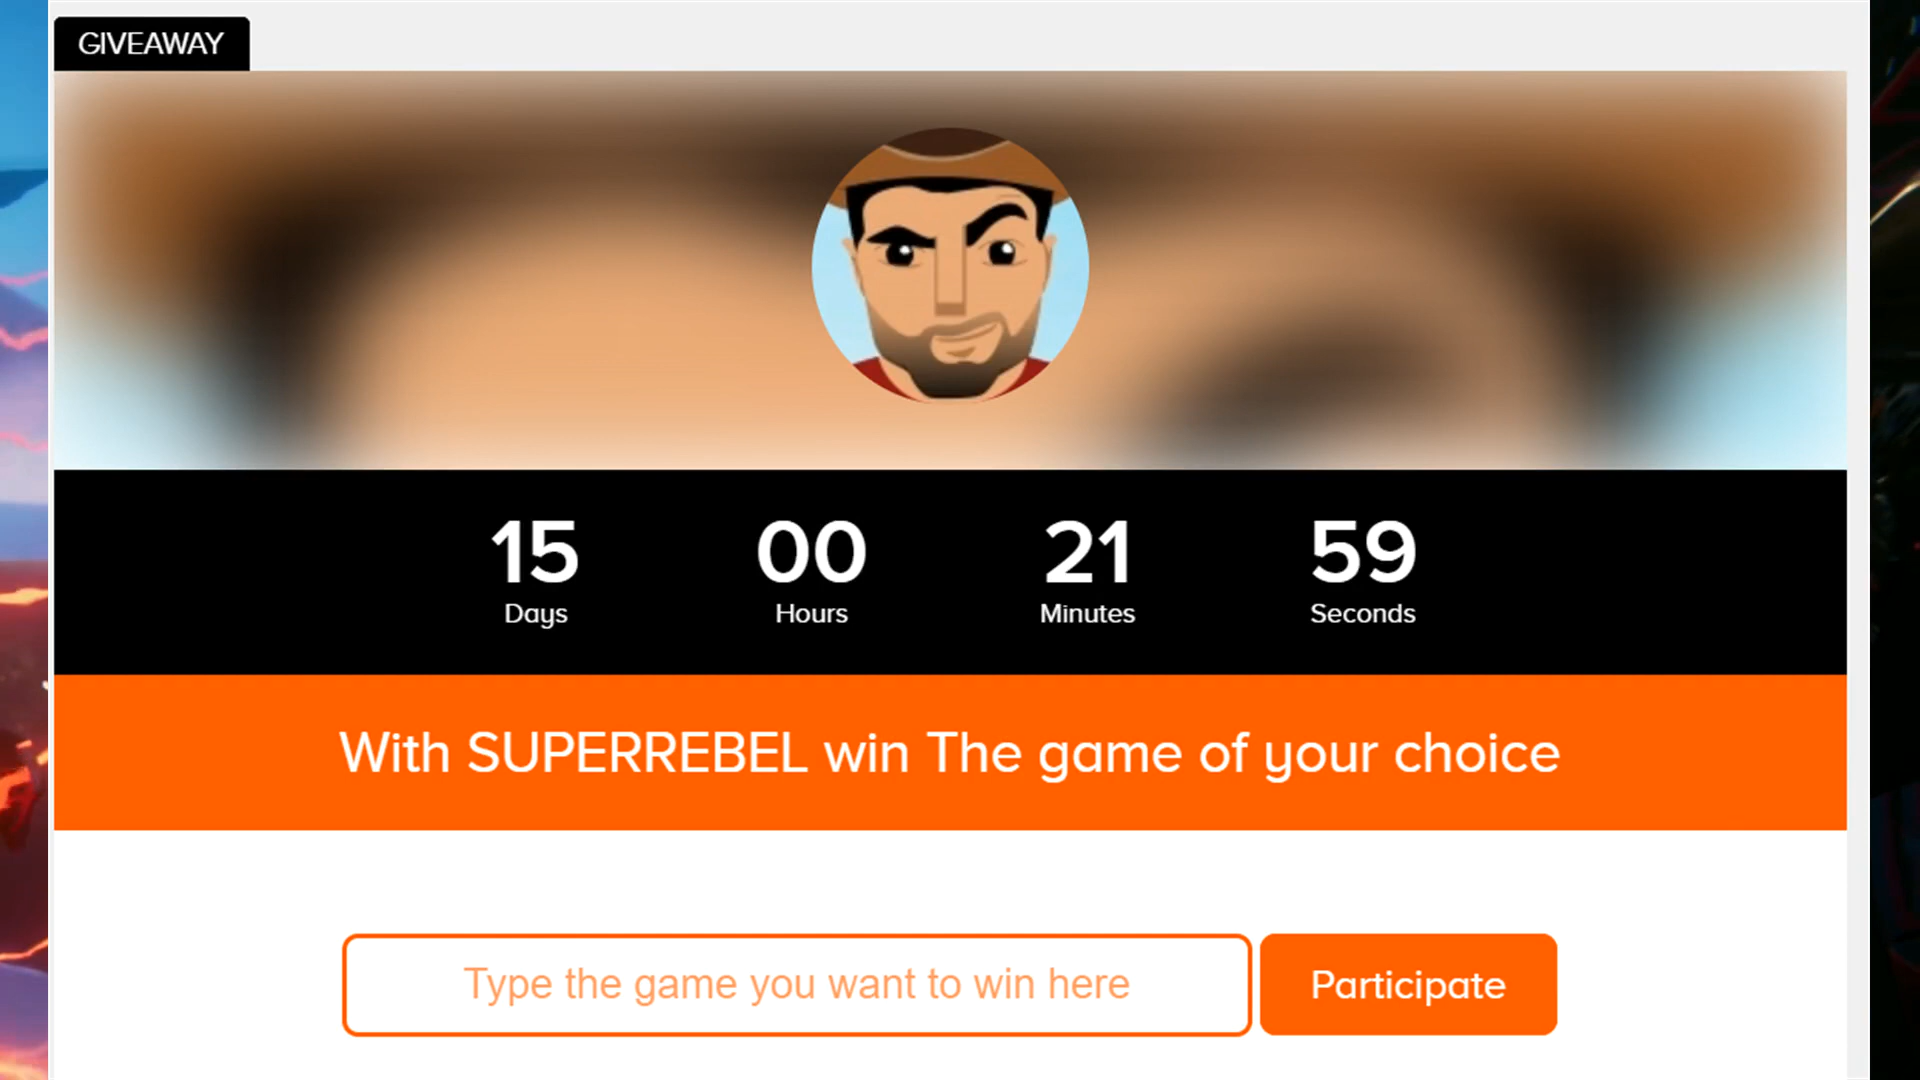 GIVEAWAY
15 00 21 59
Days Hours Minutes Seconds
With SUPERREBEL win The game of your choice
Type the game you want to win here
Participate